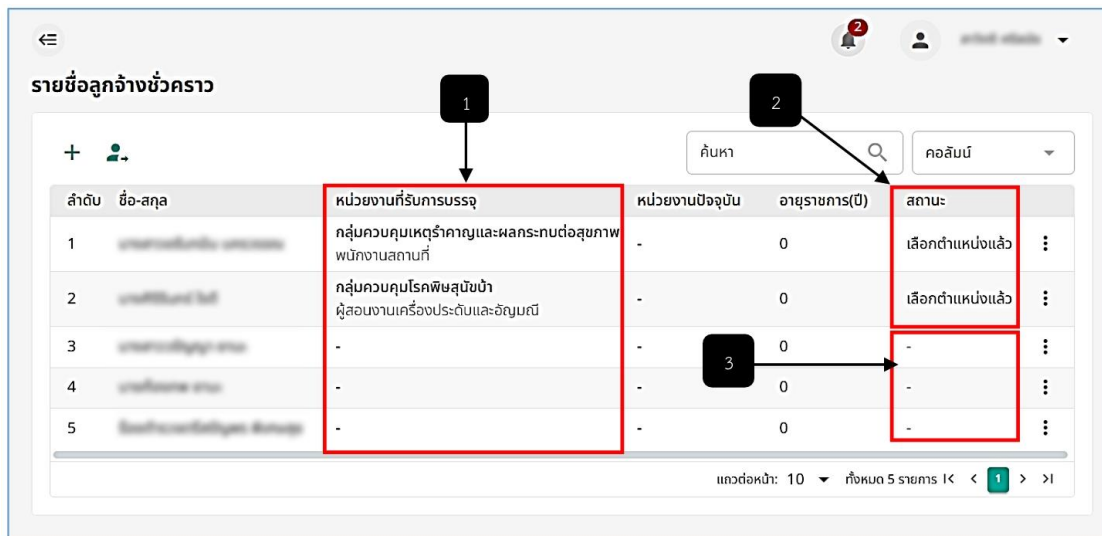 2
รายชื่อลูกจ้างชั่วคราว
1
2
ค้นหา
คอลัมน์
ลำดับ ชื่อ-สกุล หน่วยงานที่รับการบรรจุ หน่วยงานปัจจุบัน อายุราชการ(ปี) สถานะ
1 กลุ่มควบคุมเหตุรำคาญและผลกระทบต่อสุขภาพ - 0 เลือกตำแหน่งแล้ว
พนักงานสถานที่
2 กลุ่มควบคุมโรคพิษสุนัขบ้า - 0 เลือกตำแหน่งแล้ว
ผู้สอนงานเครื่องประดับและอัญมณี
3 - - 0 -
3
4 - - 0 -
5 - - 0 -
แถวต่อหน้า: 10 ทั้งหมด 5 รายการ 1